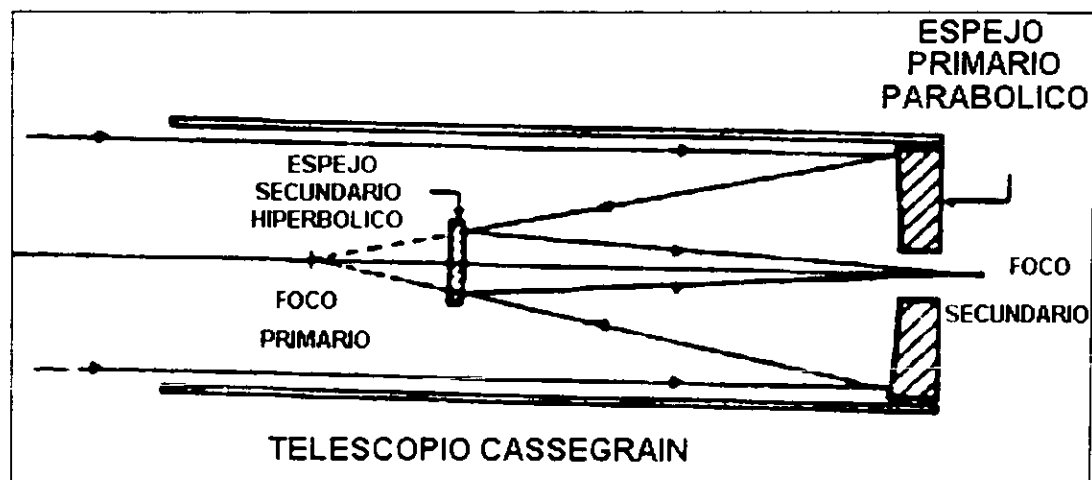 ESPEJO
PRIMARIO
PARABOLICO
ESPEJO
SECUNDARIO
HIPERBOLICO
FOCO
PRIMARIO
FOCO
SECUNDARIO
TELESCOPIO CASSEGRAIN